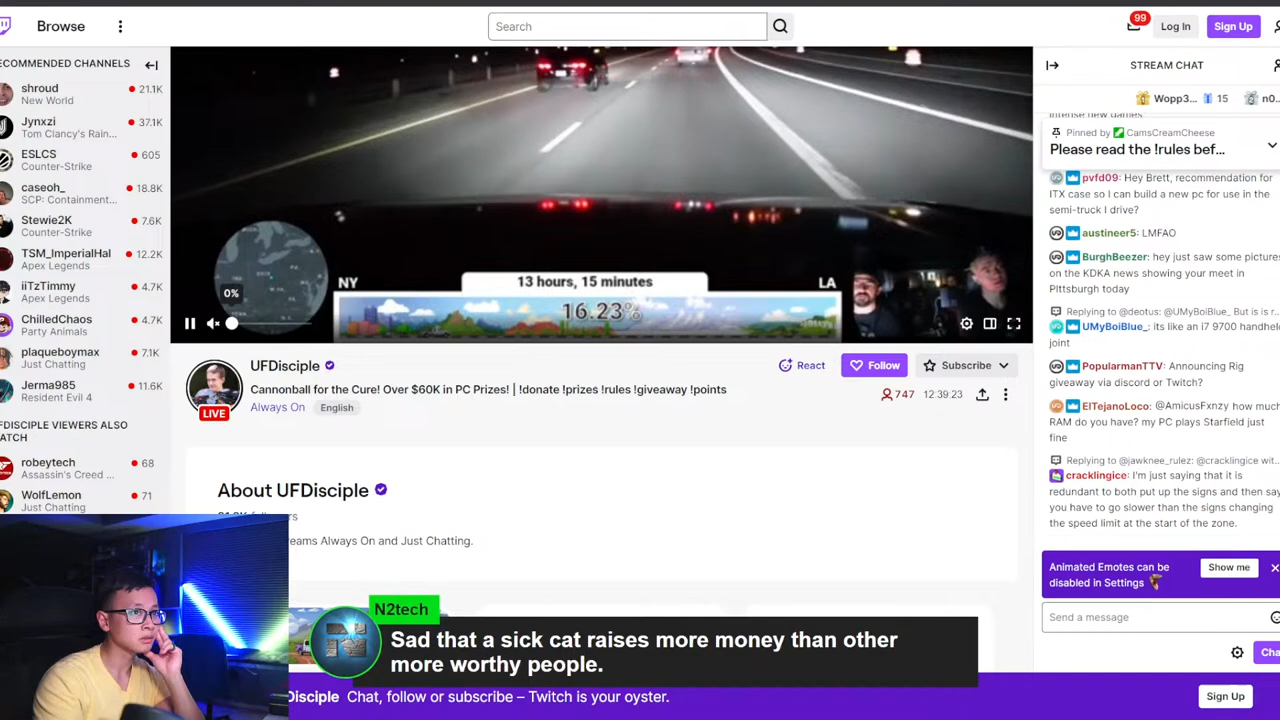 Browse
Search
99
Log In
Sign Up
RECOMMENDED CHANNELS
shroud
21.1K
New World
Jynxzi
37.1K
Tom Clancy's Rain...
ESLCS
605
Counter-Strike
caseoh_
18.8K
SCP: Containment...
Stewie2K
7.6K
Counter-Strike
TSM_ImperialHal
12.2K
Apex Legends
iiTzTimmy
4.7K
Apex Legends
ChilledChaos
4.7K
Party Animals
plaqueboymax
7.1K
Just Chatting
Jerma985
11.6K
Resident Evil 4
UFDISCIPLE VIEWERS ALSO
WATCH
robeytech
68
Assassin's Creed ...
WolfLemon
71
Just Chatting
NY
13 hours, 15 minutes
LA
0%
16.23%
UFDisciple
React
Follow
Subscribe
Cannonball for the Cure! Over $60K in PC Prizes! | !donate !prizes !rules !giveaway !points
LIVE
Always On
English
747
12:39:23
About UFDisciple
eams Always On and Just Chatting.
N2tech
Sad that a sick cat raises more money than other
more worthy people.
Disciple
Chat, follow or subscribe – Twitch is your oyster.
Sign Up
STREAM CHAT
Wopp3...
15
n0...
intense new games
Pinned by CamsCreamCheese
Please read the !rules bef...
pvfd09: Hey Brett, recommendation for
ITX case so I can build a new pc for use in the
semi-truck I drive?
austineer5: LMFAO
BurghBeezer: hey just saw some pictures
on the KDKA news showing your meet in
PIttsburgh today
Replying to @deotus: @UMyBoiBlue_ But is is r...
UMyBoiBlue_: its like an i7 9700 handhel
joint
PopularmanTTV: Announcing Rig
giveaway via discord or Twitch?
ElTejanoLoco: @AmicusFxnzy how much
RAM do you have? my PC plays Starfield just
fine
Replying to @jawknee_rulez: @cracklingice wit...
cracklingice: I'm just saying that it is
redundant to both put up the signs and then say
you have to go slower than the signs changing
the speed limit at the start of the zone.
Animated Emotes can be
disabled in Settings
Show me
Send a message
Cha